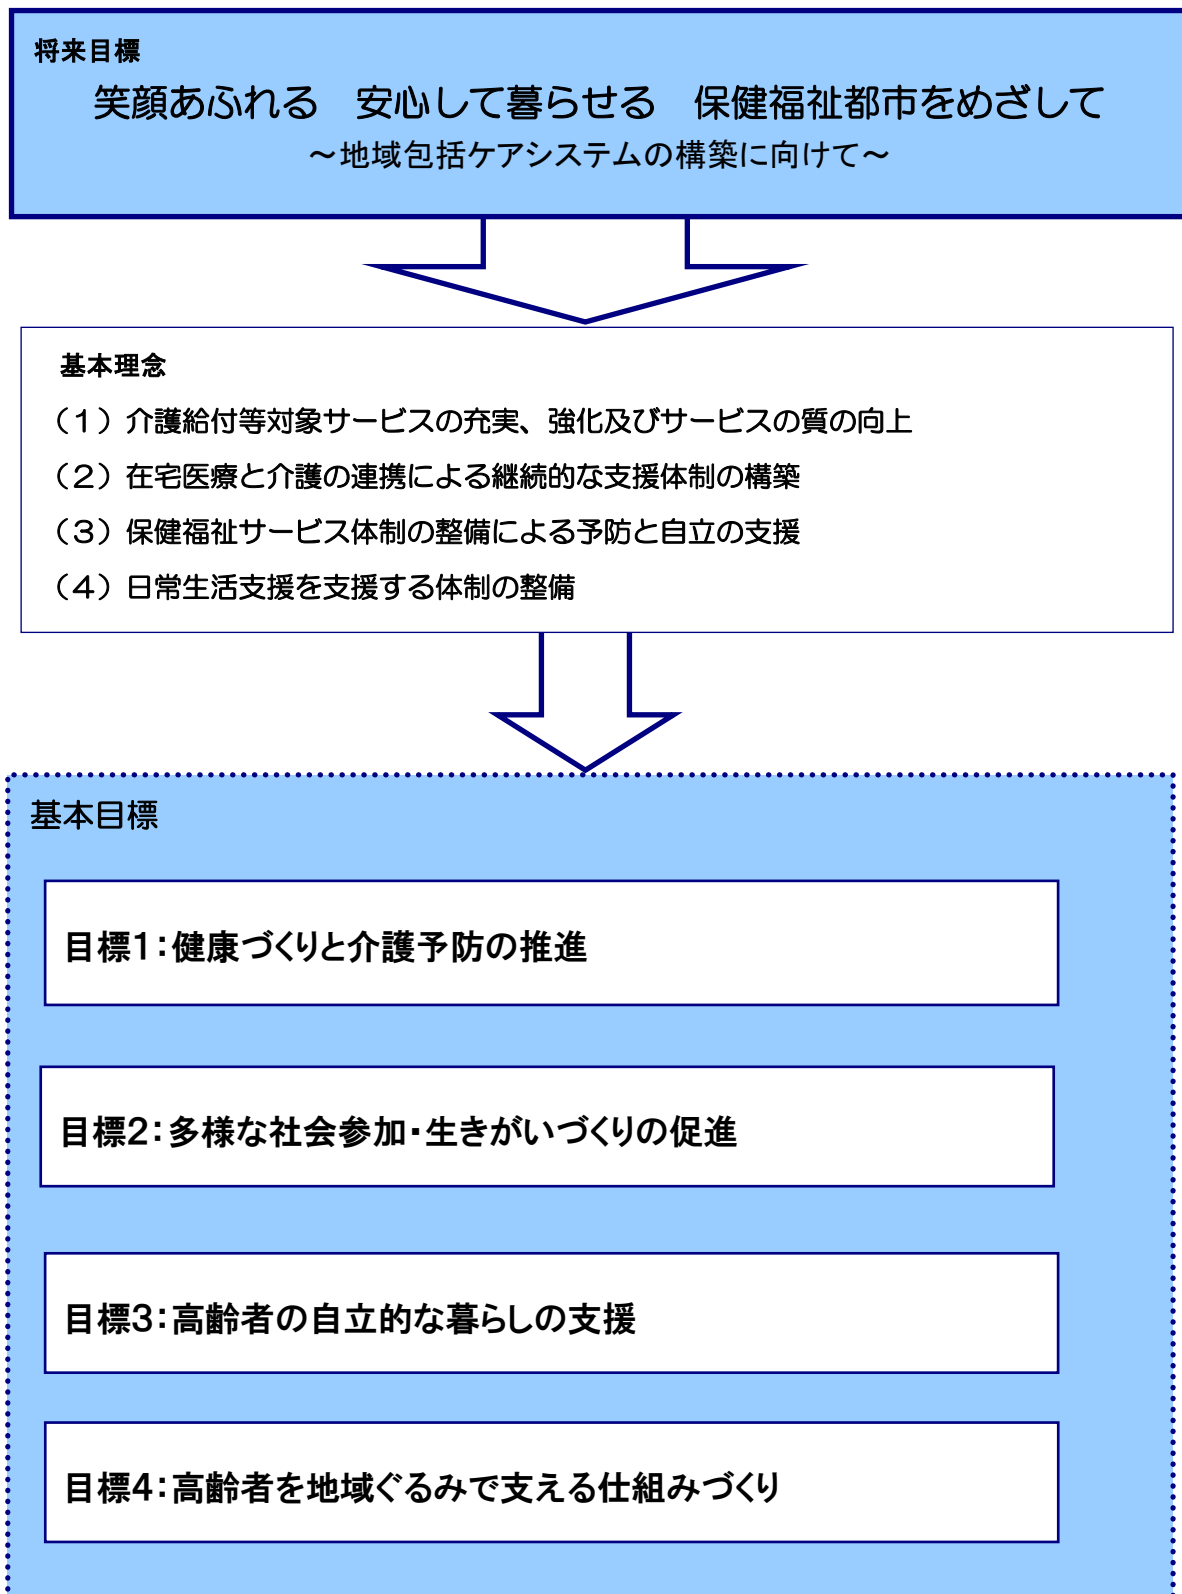 将来目標
笑顔あふれる　安心して暮らせる　保健福祉都市をめざして
～地域包括ケアシステムの構築に向けて～
基本理念
（１）介護給付等対象サービスの充実、強化及びサービスの質の向上
（２）在宅医療と介護の連携による継続的な支援体制の構築
（３）保健福祉サービス体制の整備による予防と自立の支援
（４）日常生活支援を支援する体制の整備
基本目標
目標1：健康づくりと介護予防の推進
目標2：多様な社会参加・生きがいづくりの促進
目標3：高齢者の自立的な暮らしの支援
目標4：高齢者を地域ぐるみで支える仕組みづくり